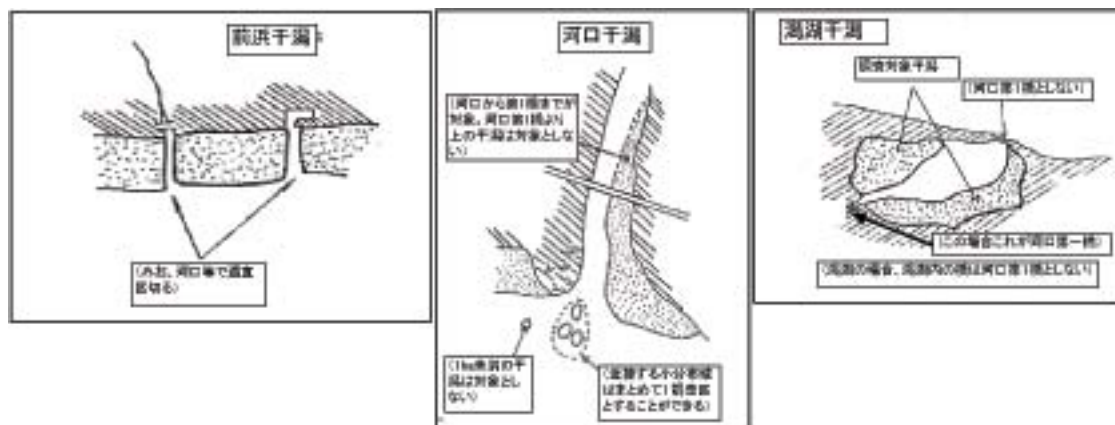 前浜干潟
(外お、河口等で適宜
区切る)
河口干潟
(河口から第1橋までが
対象。河口第1橋より
上の干潟は対象としな
い)
(1ha未満の干
潟は対象とし
ない)
(近接する小分布域
はまとめて1調査区
とすることができる)
潟湖干潟
調査対象干潟
(河口第1橋としない)
(この場合これが河口第一橋)
(潟湖の場合、潟湖内の橋は河口第1橋としない)